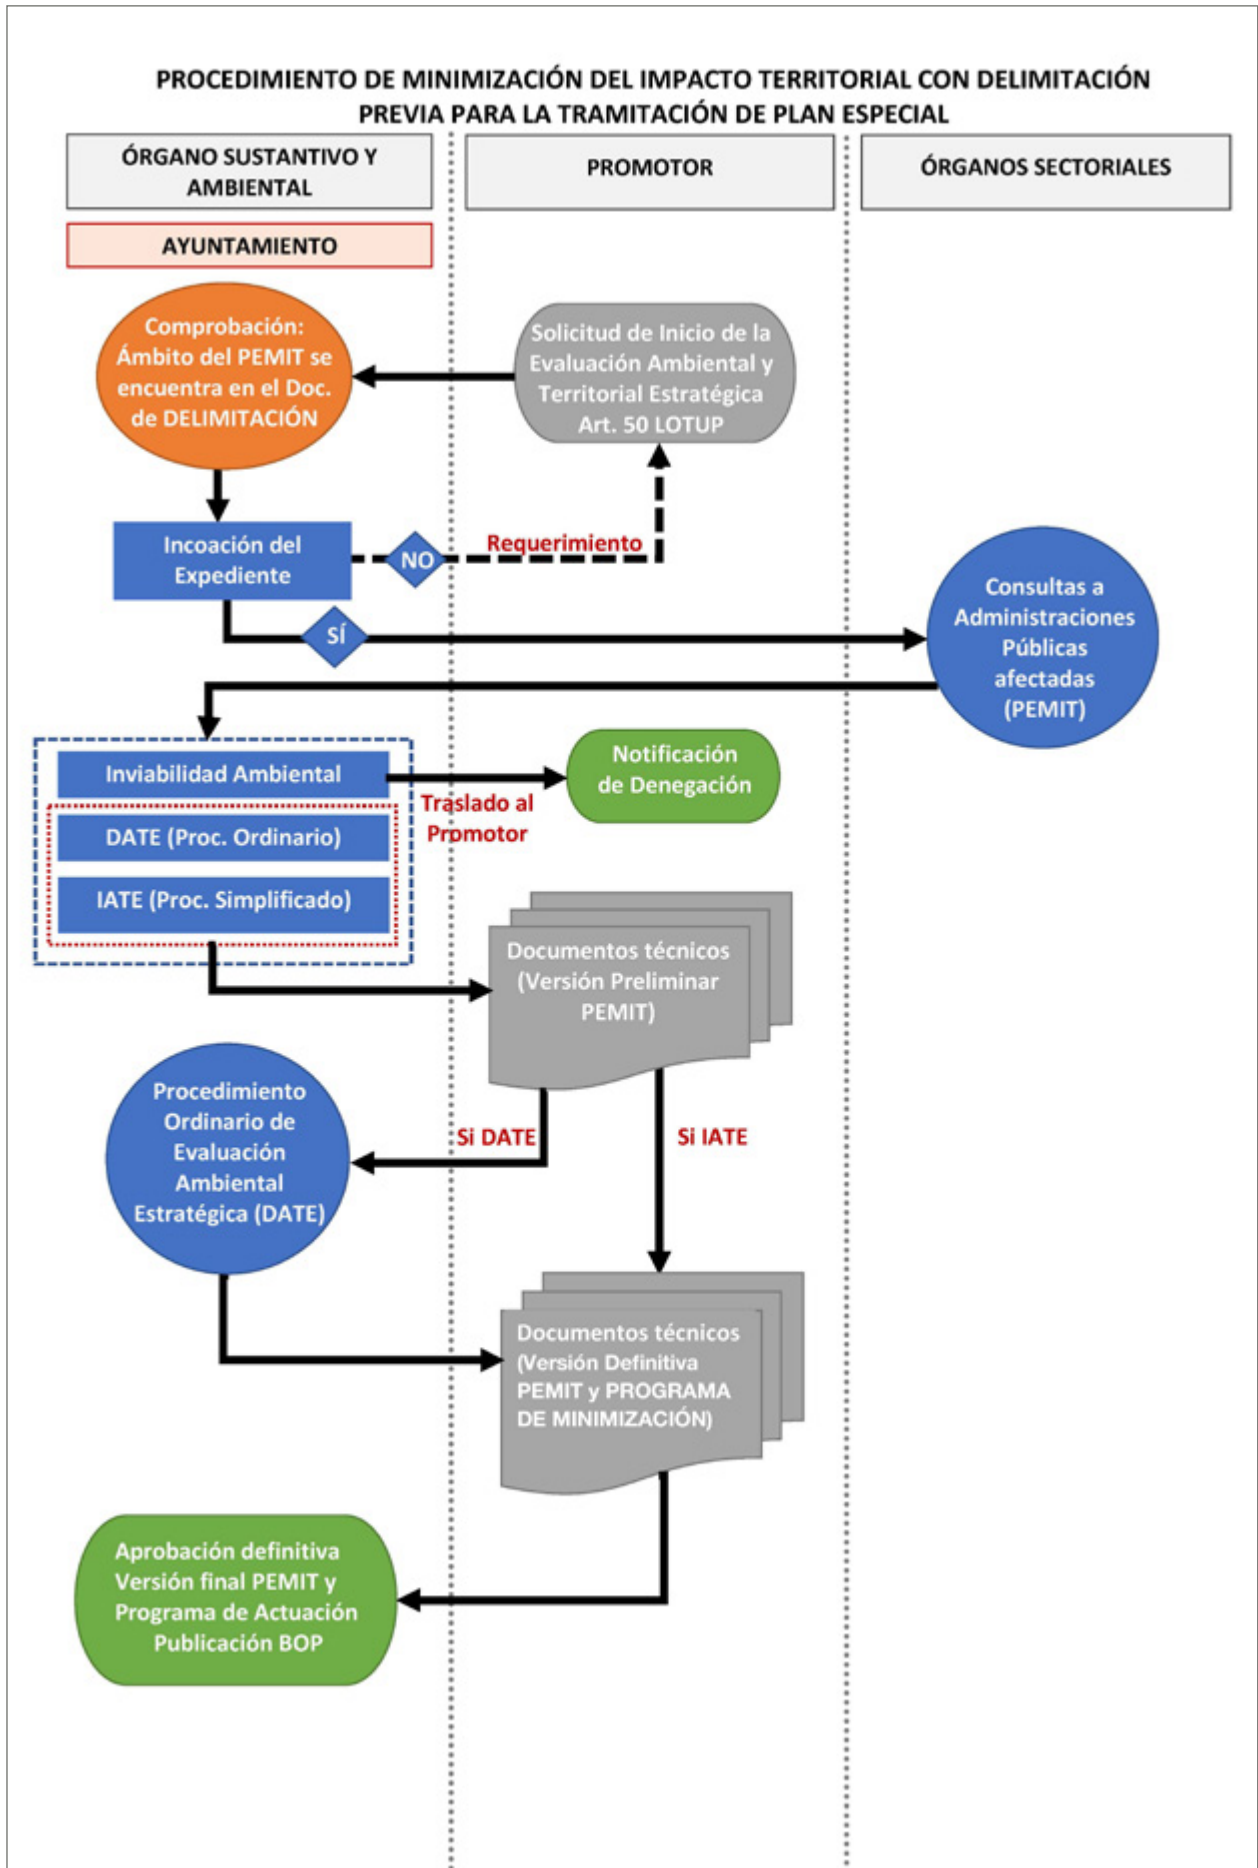 PROCEDIMIENTO DE MINIMIZACIÓN DEL IMPACTO TERRITORIAL CON DELIMITACIÓN
PREVIA PARA LA TRAMITACIÓN DE PLAN ESPECIAL
ÓRGANO SUSTANTIVO Y
AMBIENTAL
PROMOTOR
ÓRGANOS SECTORIALES
AYUNTAMIENTO
Comprobación:
Ámbito del PEMIT se
encuentra en el Doc.
de DELIMITACIÓN
Solicitud de Inicio de la
Evaluación Ambiental y
Territorial Estratégica
Art. 50 LOTUP
Incoación del
Expediente
NO
Requerimiento
SÍ
Consultas a
Administraciones
Públicas
afectadas
(PEMIT)
Inviabilidad Ambiental
DATE (Proc. Ordinario)
IATE (Proc. Simplificado)
Traslado al
Promotor
Notificación
de Denegación
Documentos técnicos
(Versión Preliminar
PEMIT)
Procedimiento
Ordinario de
Evaluación
Ambiental
Estratégica (DATE)
Si DATE
Si IATE
Documentos técnicos
(Versión Definitiva
PEMIT y PROGRAMA
DE MINIMIZACIÓN)
Aprobación definitiva
Versión final PEMIT y
Programa de Actuación
Publicación BOP